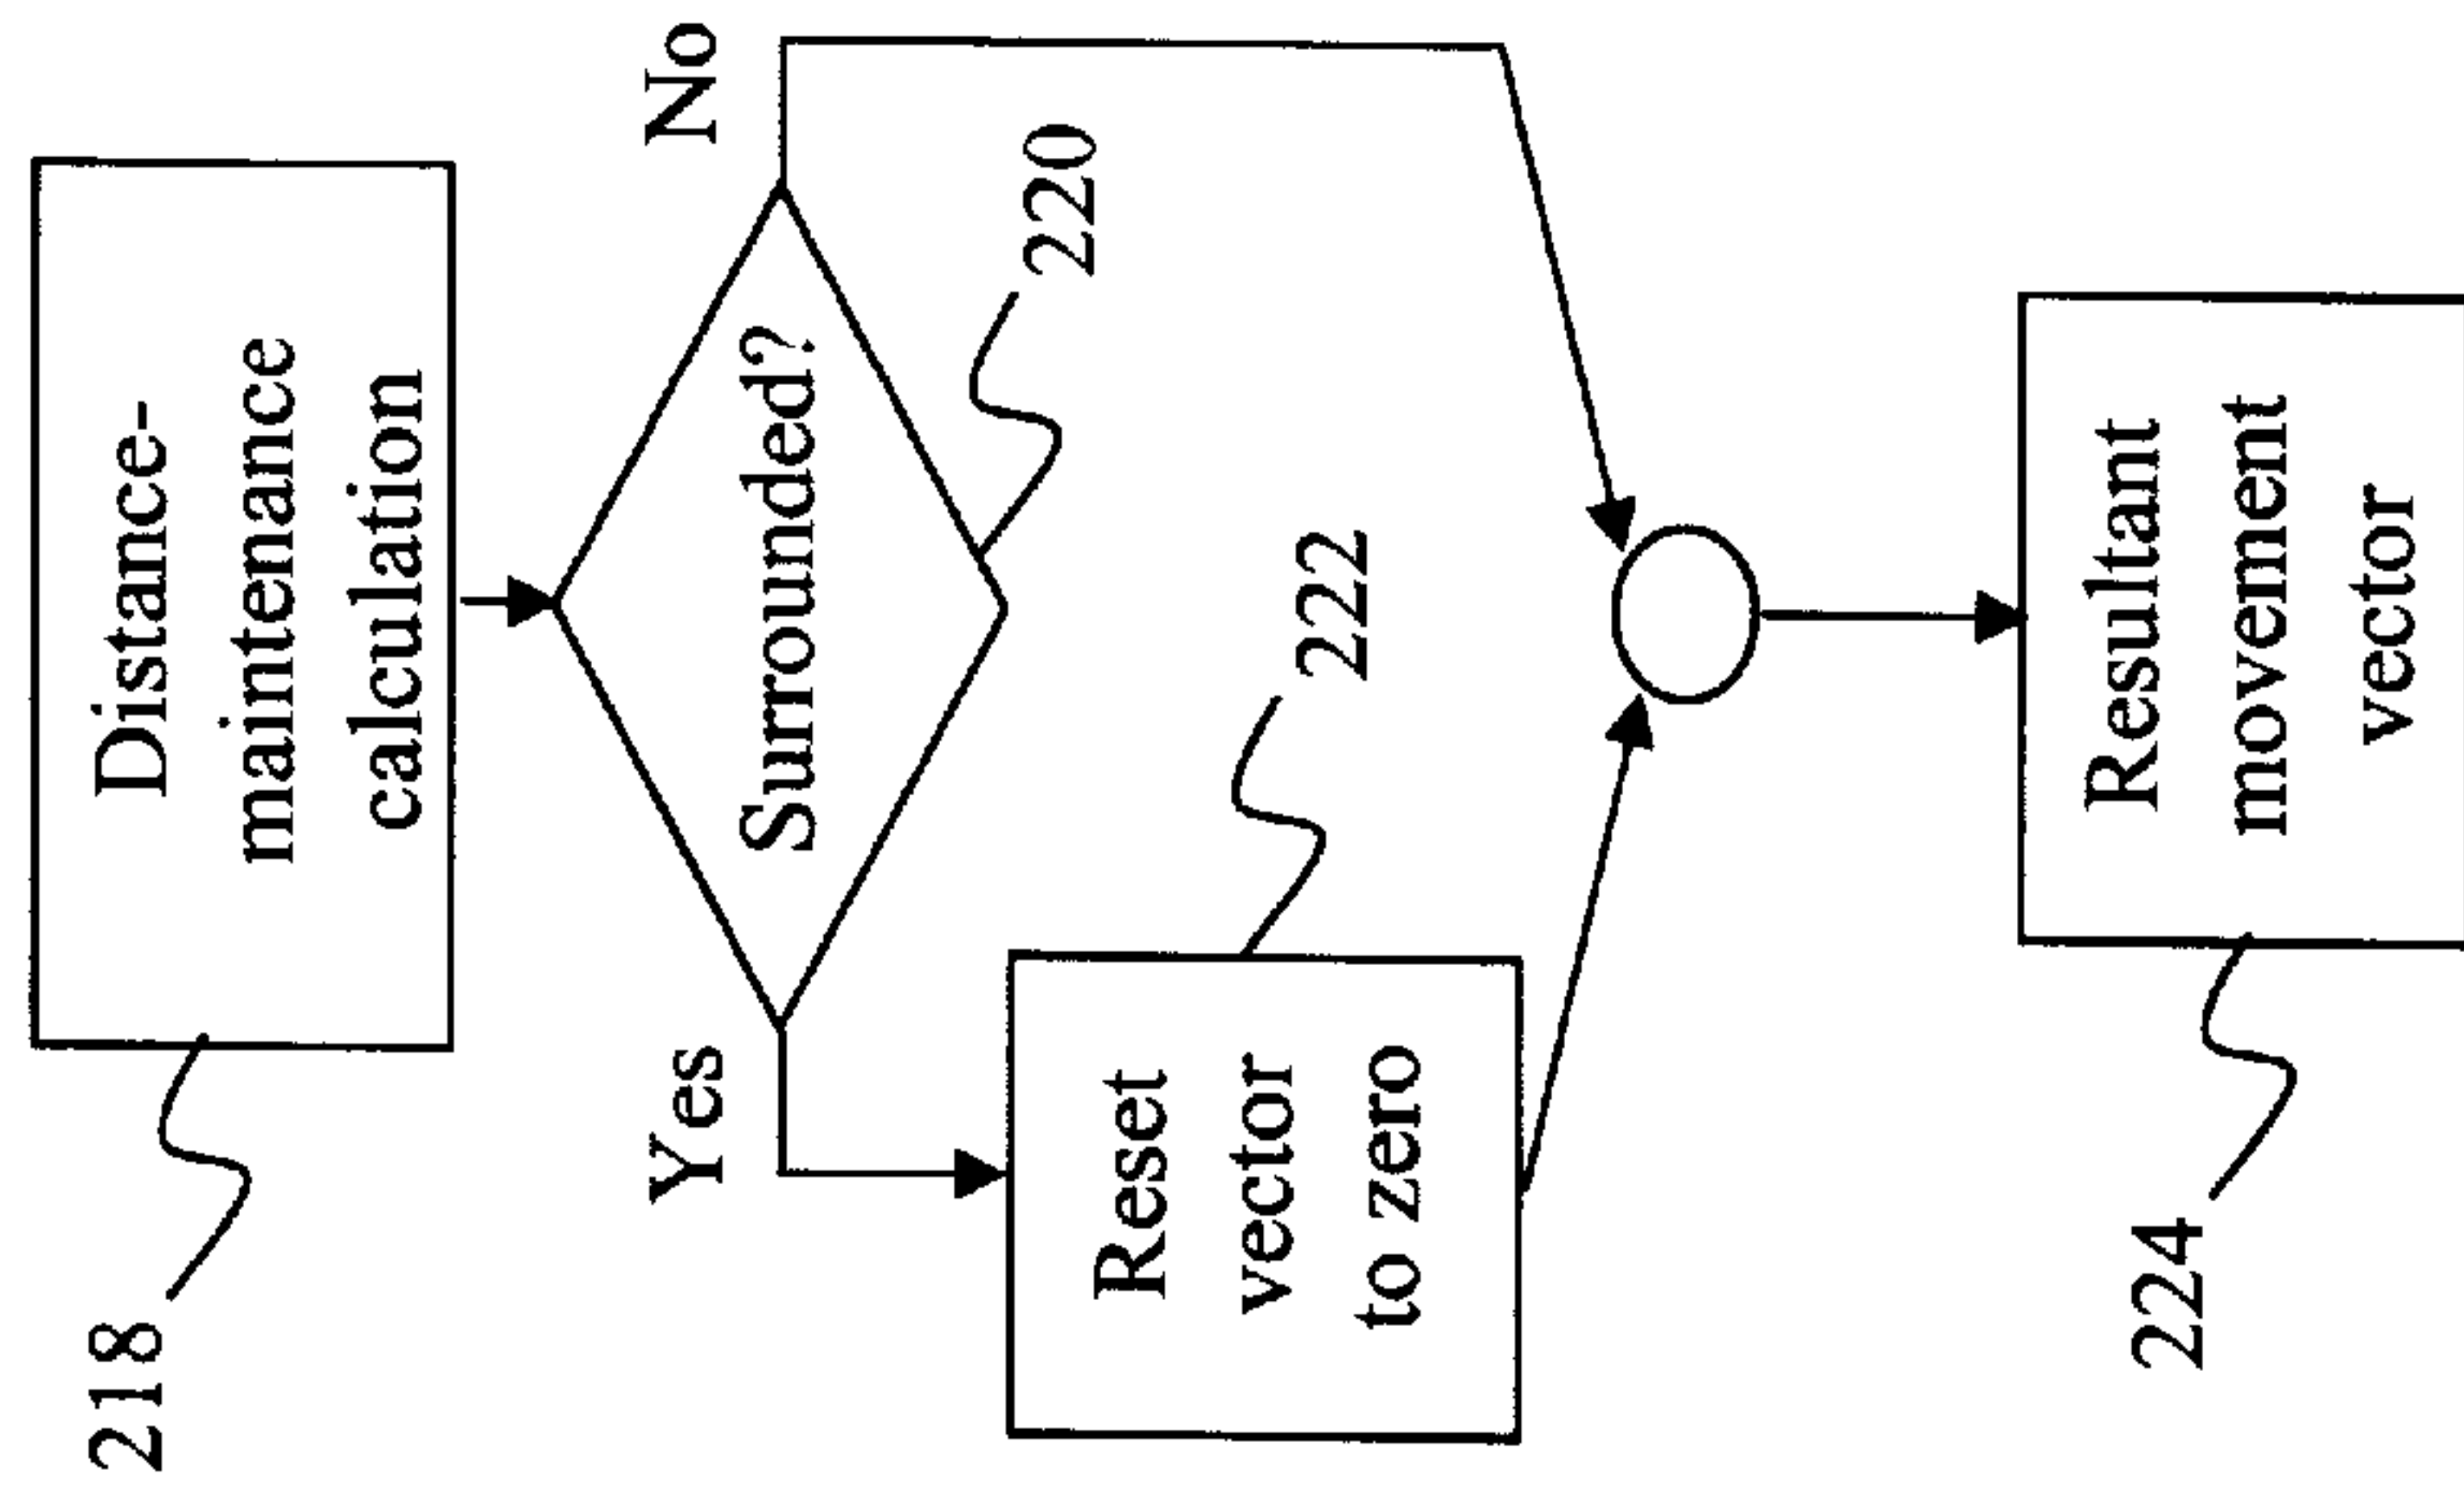 218
Distance-
maintenance
calculation
Yes
No
Surrounded?
220
Reset
vector
to zero
222
224
Resultant
movement
vector